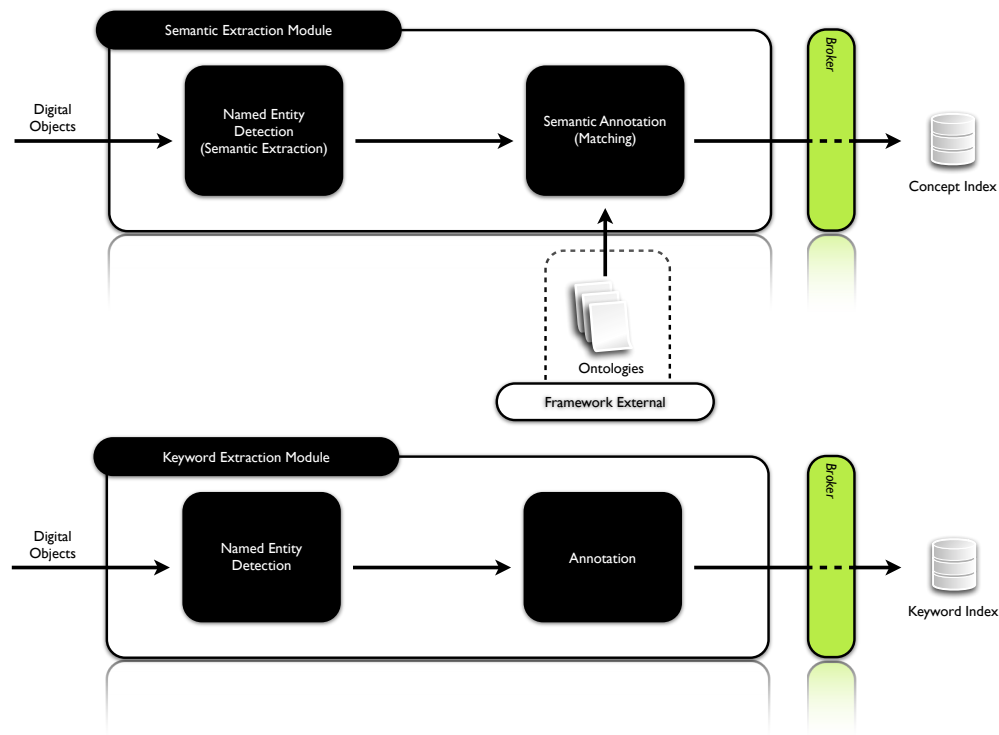 Semantic Extraction Module
Broker
Digital
Objects
Named Entity
Detection
(Semantic Extraction)
Semantic Annotation
(Matching)
Concept Index
Ontologies
Framework External
Keyword Extraction Module
Broker
Digital
Objects
Named Entity
Detection
Annotation
Keyword Index